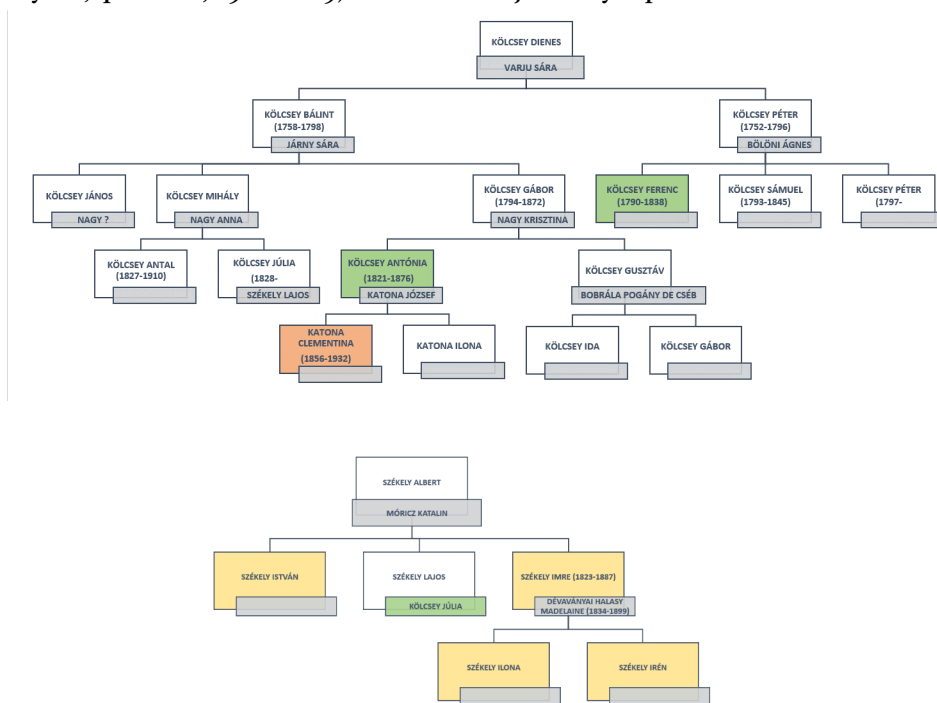 KÖLCSEY DIENES
VARJU SÁRA
KÖLCSEY BÁLINT
(1758-1798)
JÁRNY SÁRA
KÖLCSEY PÉTER
(1752-1796)
BÖLÖNI ÁGNES
KÖLCSEY JÁNOS
NAGY ?
KÖLCSEY MIHÁLY
NAGY ANNA
KÖLCSEY GÁBOR
(1794-1872)
NAGY KRISZTINA
KÖLCSEY FERENC
(1790-1838)
KÖLCSEY SÁMUEL
(1793-1845)
KÖLCSEY PÉTER
(1797-
KÖLCSEY ANTAL
(1827-1910)
KÖLCSEY JÚLIA
(1828-
SZÉKELY LAJOS
KÖLCSEY ANTÓNIA
(1821-1876)
KATONA JÓZSEF
KÖLCSEY GUSZTÁV
BOBRÁLA POGÁNY DE CSÉB
KATONA
CLEMENTINA
(1856-1932)
KATONA ILONA
KÖLCSEY IDA
KÖLCSEY GÁBOR
SZÉKELY ALBERT
MÓRICZ KATALIN
SZÉKELY ISTVÁN
SZÉKELY LAJOS
KÖLCSEY JÚLIA
SZÉKELY IMRE (1823-1887)
DÉVAVÁNYAI HALASY
MADELAINE (1834-1899)
SZÉKELY ILONA
SZÉKELY IRÉN